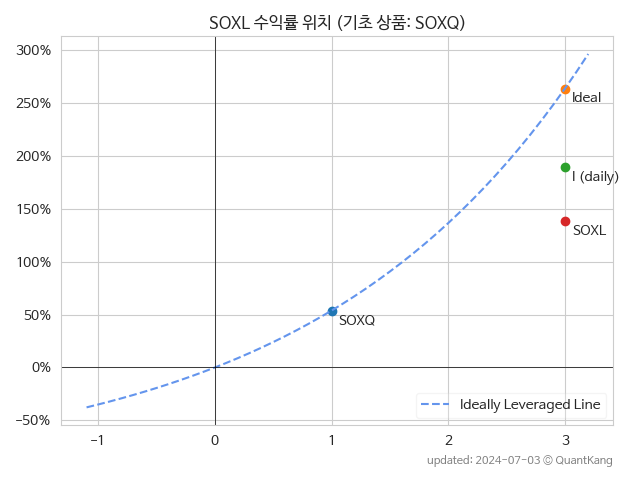 SOXL 수익률 위치 (기초 상품: SOXQ)
300%
250%
200%
150%
100%
50%
0%
−50%
Ideal
I (daily)
SOXL
SOXQ
Ideally Leveraged Line
−1
0
1
2
3
updated: 2024-07-03 © QuantKang